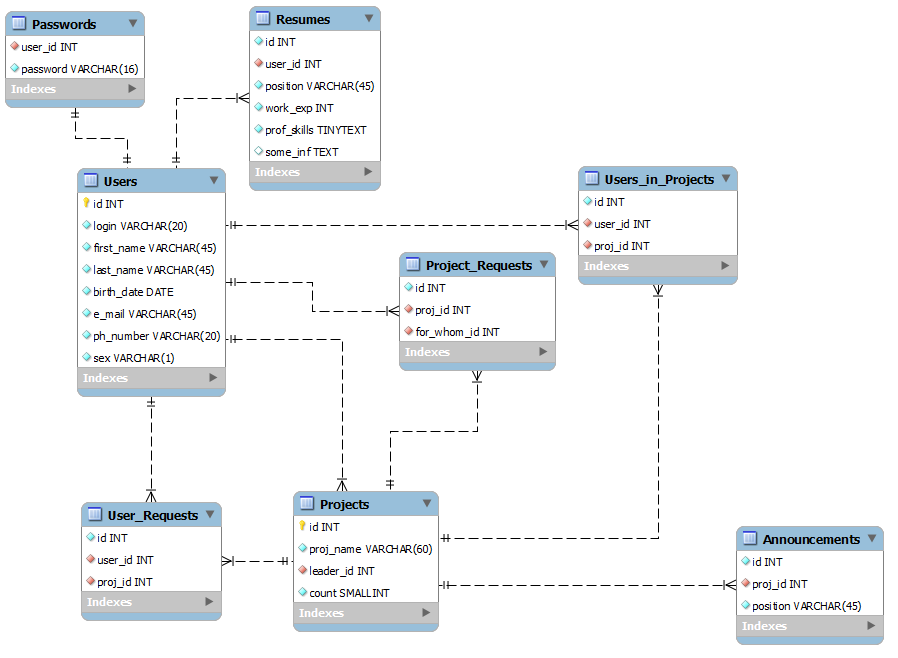 Passwords
user_id INT
password VARCHAR(16)
Indexes
Resumes
id INT
user_id INT
position VARCHAR(45)
work_exp INT
prof_skills TINYTEXT
some_inf TEXT
Indexes
Users
id INT
login VARCHAR(20)
first_name VARCHAR(45)
last_name VARCHAR(45)
birth_date DATE
e_mail VARCHAR(45)
ph_number VARCHAR(20)
sex VARCHAR(1)
Indexes
Users_in_Projects
id INT
user_id INT
proj_id INT
Indexes
Project_Requests
id INT
proj_id INT
for_whom_id INT
Indexes
User_Requests
id INT
user_id INT
proj_id INT
Indexes
Projects
id INT
proj_name VARCHAR(60)
leader_id INT
count SMALLINT
Indexes
Announcements
id INT
proj_id INT
position VARCHAR(45)
Indexes